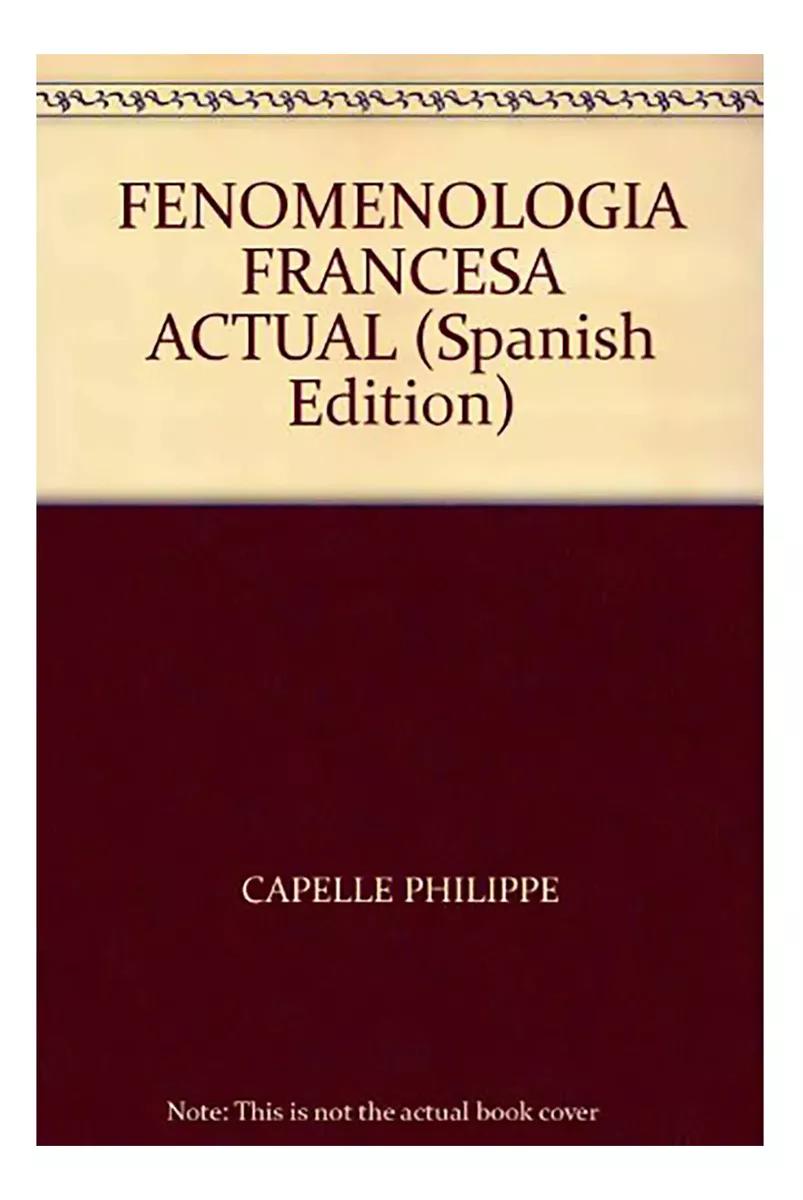 FENOMENOLOGIA
FRANCESA
ACTUAL (Spanish
Edition)
CAPELLE PHILIPPE
Note: This is not the actual book cover